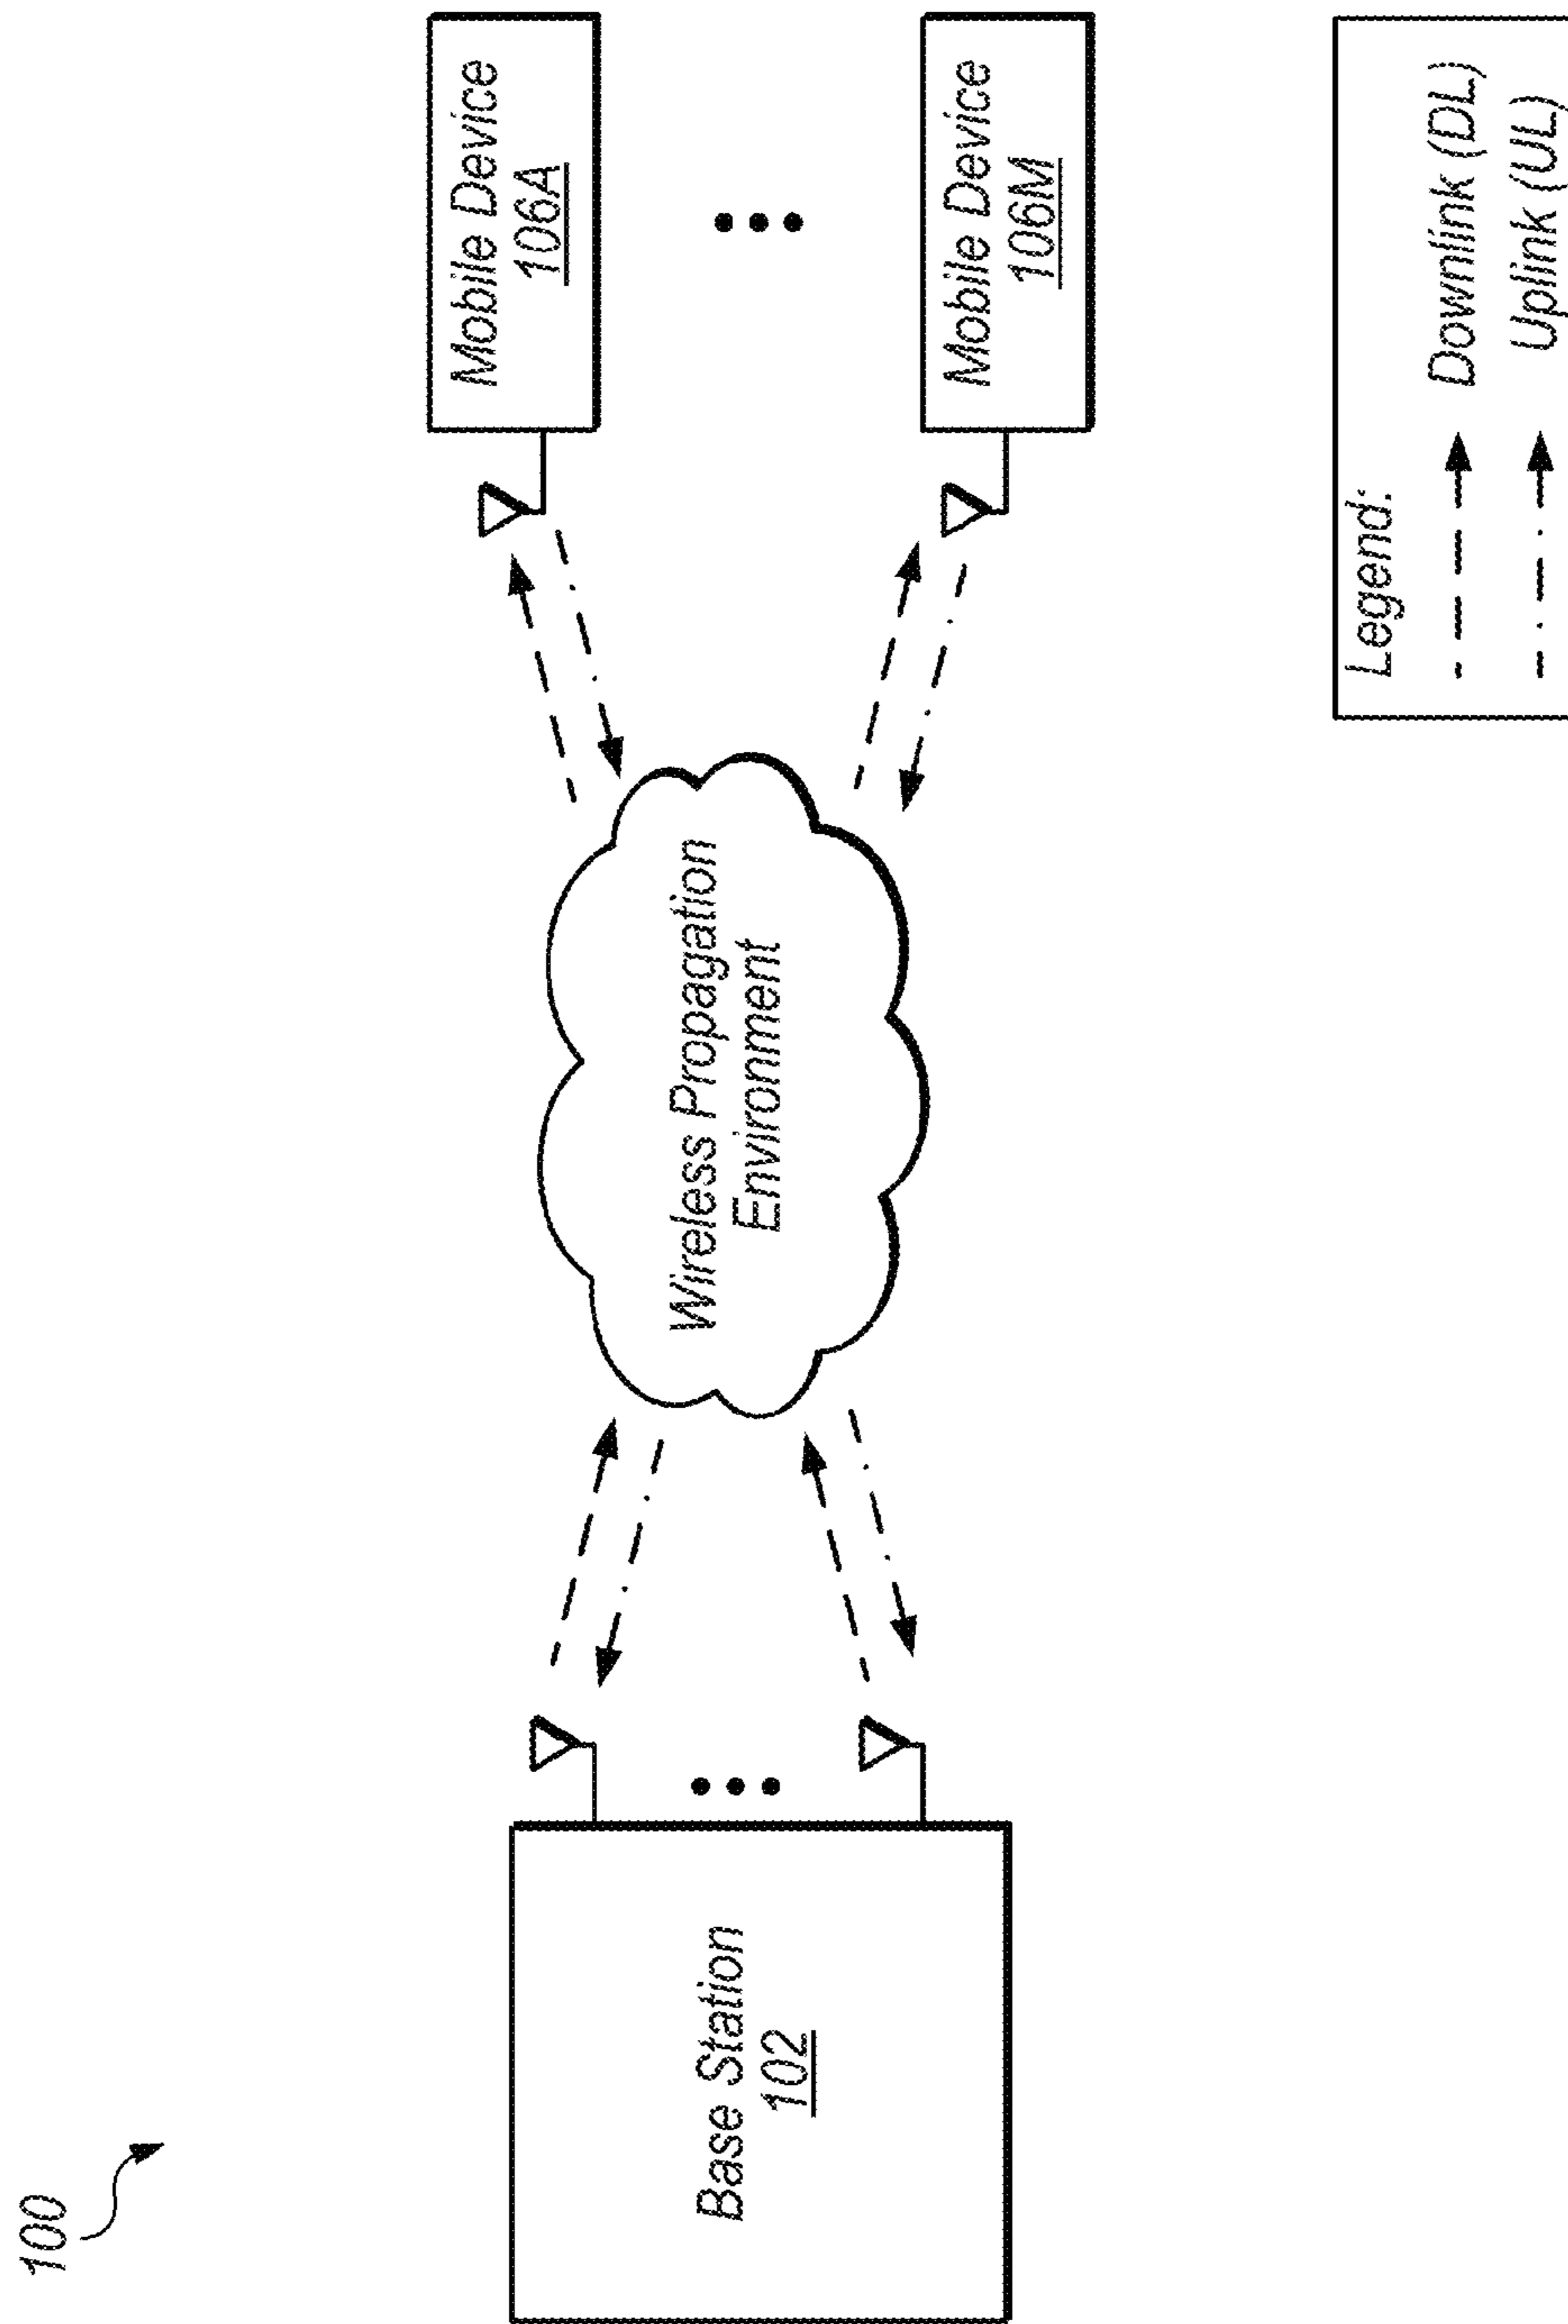 100
Base Station
102
Wireless Propagation
Environment
Mobile Device
106A
Mobile Device
106M
Legend:
Downlink (DL)
Uplink (UL)